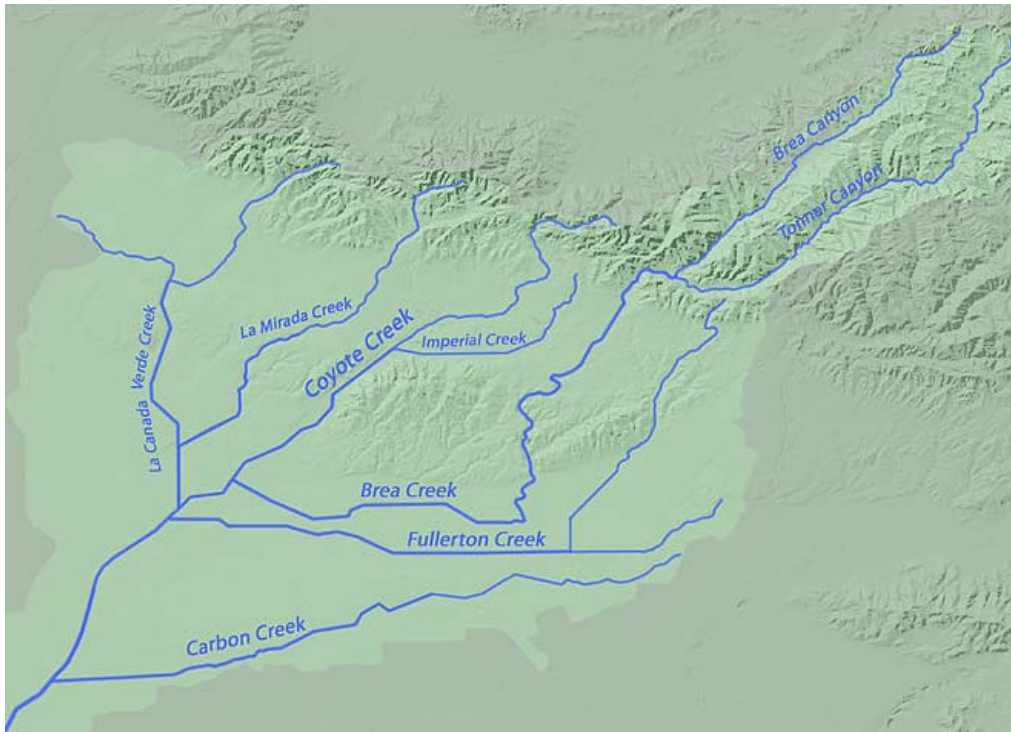 Brea Canyon
Tonner Canyon
La Mirada Creek
Coyote Creek
Imperial Creek
La Canada Verde Creek
Brea Creek
Fullerton Creek
Carbon Creek